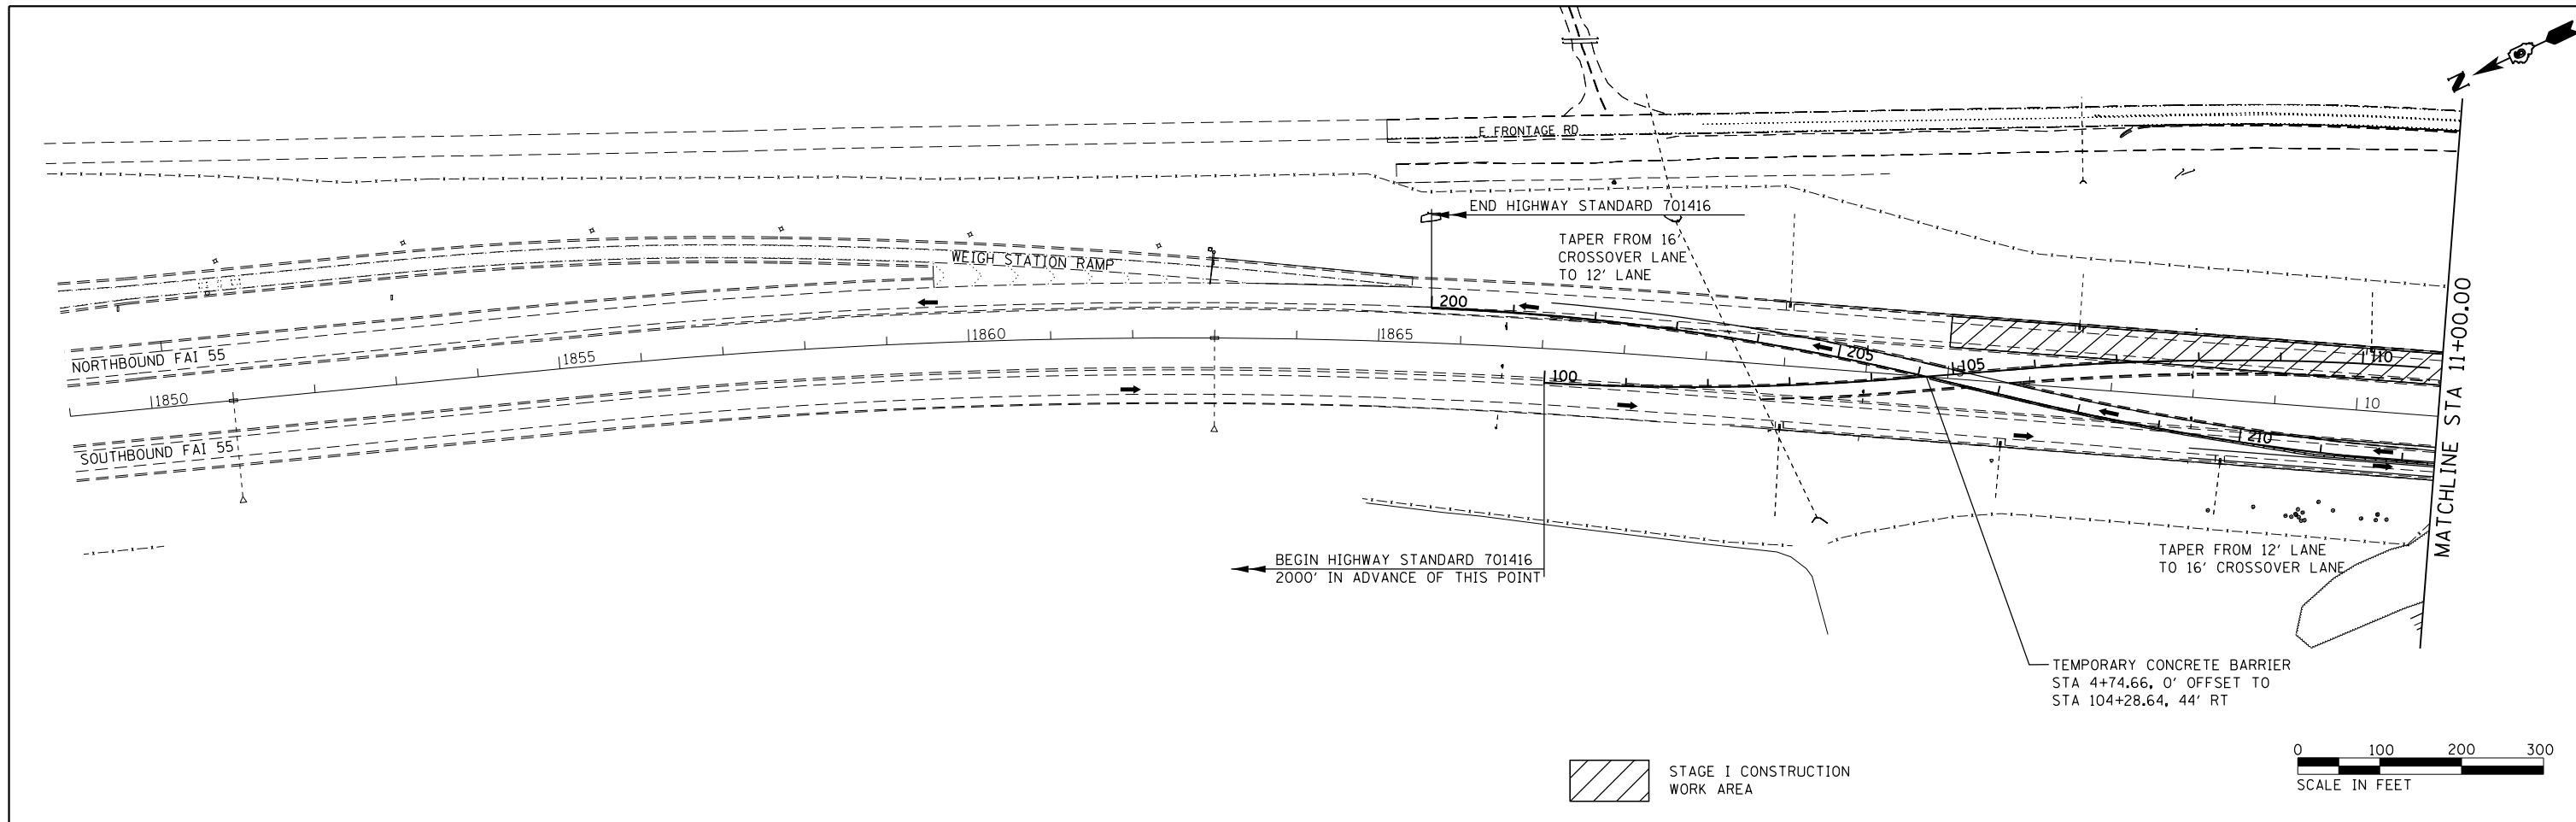 N
E FRONTAGE RD
END HIGHWAY STANDARD 701416
TAPER FROM 16'
CROSSOVER LANE
TO 12' LANE
WEIGH STATION RAMP
200
1860
1865
205
110
NORTHBOUND FAI 55
1855
105
5
100
1850
10
210
SOUTHBOUND FAI 55
MATCHLINE STA 11+00.00
BEGIN HIGHWAY STANDARD 701416
2000' IN ADVANCE OF THIS POINT
TAPER FROM 12' LANE
TO 16' CROSSOVER LANE
TEMPORARY CONCRETE BARRIER
STA 4+74.66, 0' OFFSET TO
STA 104+28.64, 44' RT
STAGE I CONSTRUCTION
WORK AREA
0 100 200 300
SCALE IN FEET